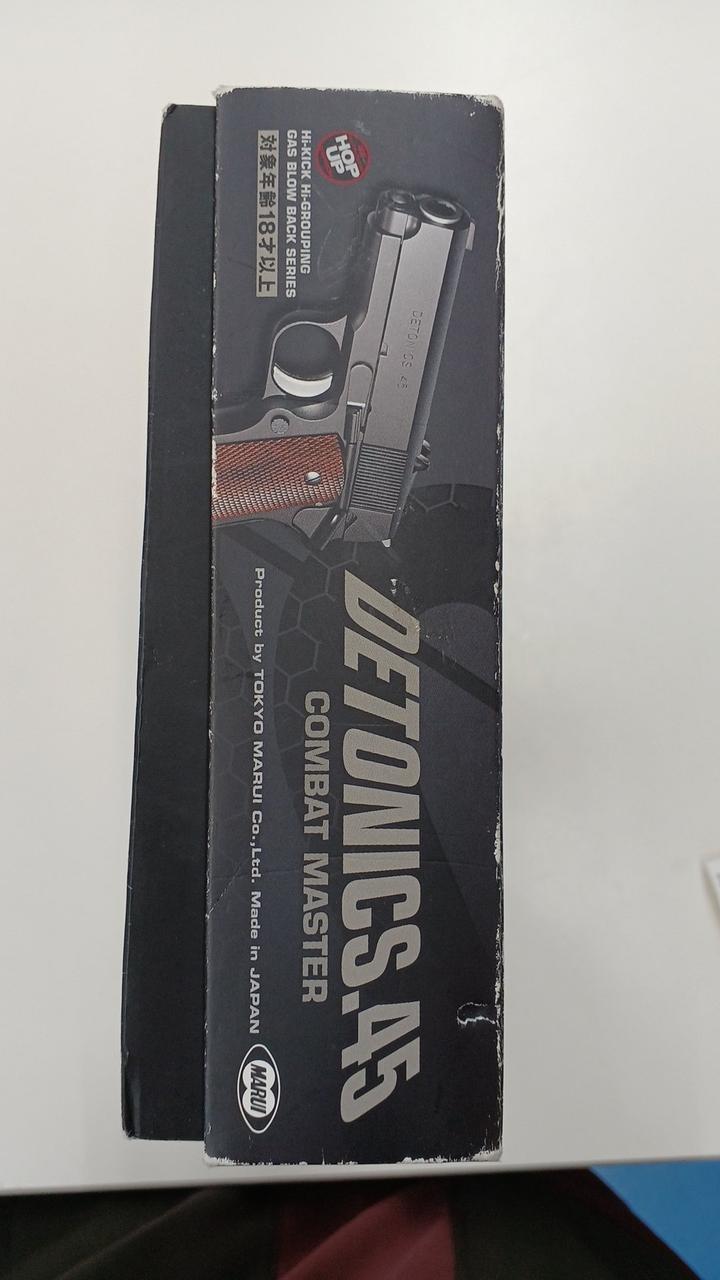 HOP
UP
Hi-KICK Hi-GROUPING
GAS BLOW BACK SERIES
対象年齢18才以上
DETONICS 45
DETONICS.45
COMBAT MASTER
Product by TOKYO MARUI Co.,Ltd. Made in JAPAN
MARUI